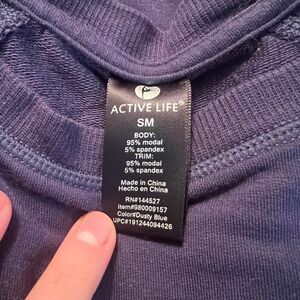 ACTIVE LIFE®
SM
BODY:
95% modal
5% spandex
TRIM:
95% modal
5% spandex
Made in China
Hecho en China
RN#144527
Item#980009157
Color#Dusty Blue
UPC#191244094426